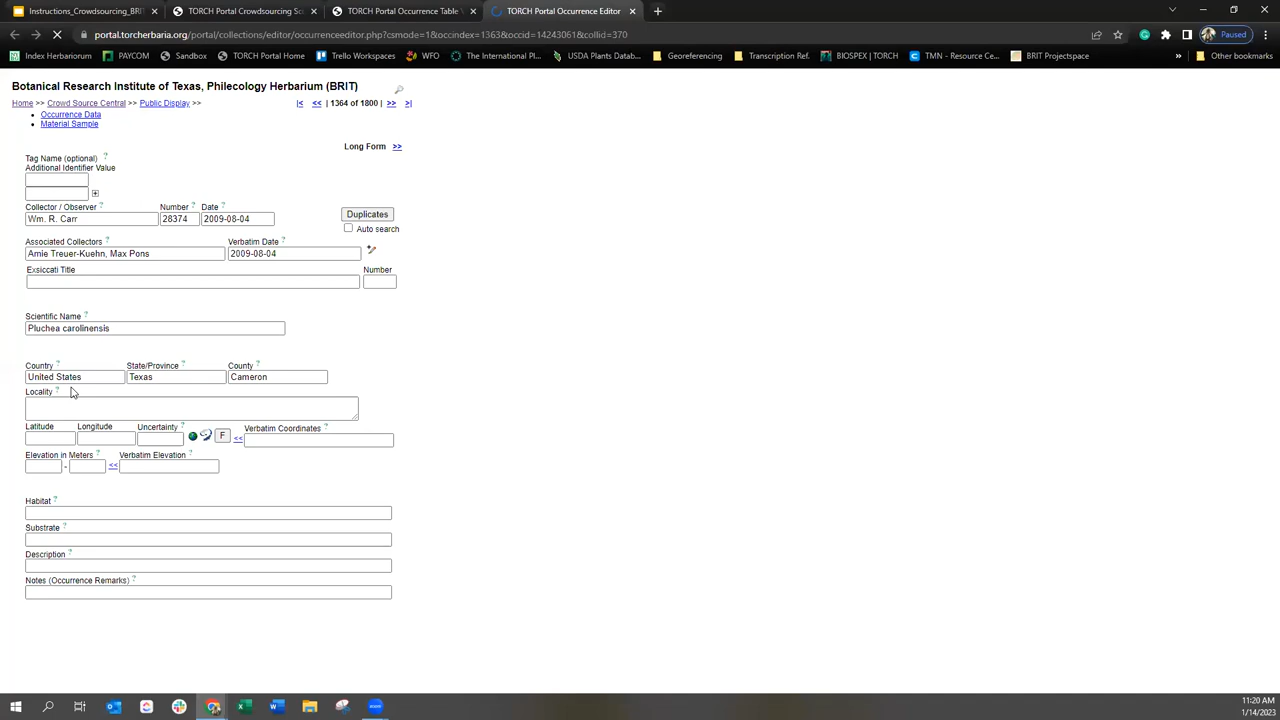 Instructions_Crowdsourcing_BRIT
TORCH Portal Crowdsourcing Sc
TORCH Portal Occurrence Table V
TORCH Portal Occurrence Editor
portal.torcherbaria.org/portal/collections/editor/occurrenceeditor.php?csmode=1&occindex=1363&occid=14243061&collid=370
Paused
Index Herbariorum
PAYCOM
Sandbox
TORCH Portal Home
Trello Workspaces
WFO
The International Pl...
USDA Plants Datab...
Georeferencing
Transcription Ref.
BIOSPEX | TORCH
TMN - Resource Ce...
BRIT Projectspace
»
Other bookmarks
Botanical Research Institute of Texas, Philecology Herbarium (BRIT)
Home >> Crowd Source Central >> Public Display >>
|< << | 1364 of 1800 | >> >|
Occurrence Data
Material Sample
Long Form >>
Tag Name (optional) ?
Additional Identifier Value
Collector / Observer ? Number ? Date ?
Wm. R. Carr 28374 2009-08-04
Duplicates
Auto search
Associated Collectors ? Verbatim Date ?
Amie Treuer-Kuehn, Max Pons 2009-08-04
Exsiccati Title Number
Scientific Name ?
Pluchea carolinensis
Country ? State/Province ? County ?
United States Texas Cameron
Locality ?
Latitude Longitude Uncertainty ? F << Verbatim Coordinates ?
Elevation in Meters ? Verbatim Elevation ?
- <<
Habitat ?
Substrate ?
Description ?
Notes (Occurrence Remarks) ?
11:20 AM
1/14/2023